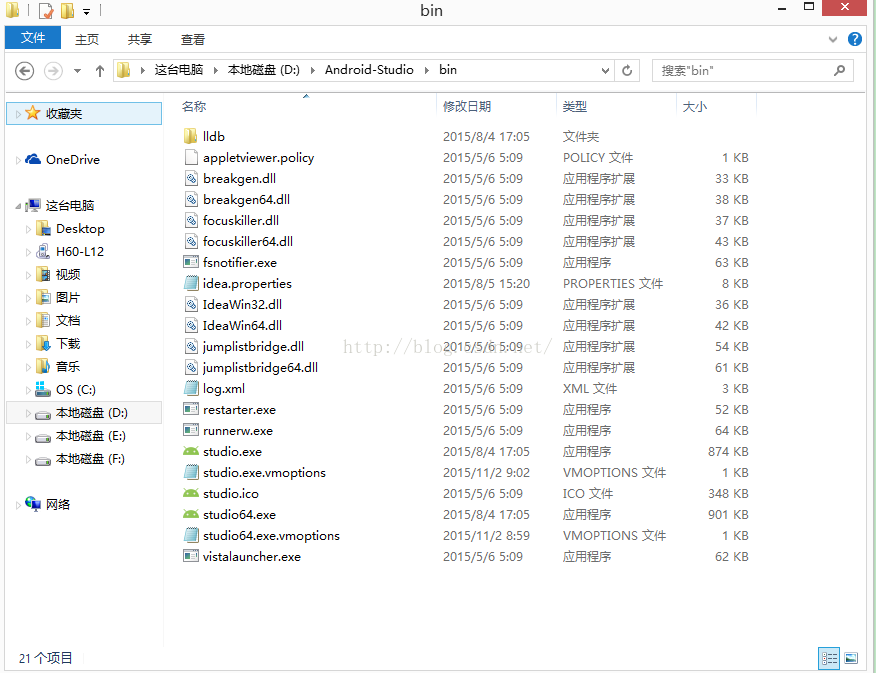 bin
文件 主页 共享 查看
这台电脑 本地磁盘 (D:) Android-Studio bin 搜索"bin"
名称 修改日期 类型 大小
收藏夹
OneDrive
这台电脑
Desktop
H60-L12
视频
图片
文档
下载
音乐
OS (C:)
本地磁盘 (D:)
本地磁盘 (E:)
本地磁盘 (F:)
网络
lldb 2015/8/4 17:05 文件夹
appletviewer.policy 2015/5/6 5:09 POLICY 文件 1 KB
breakgen.dll 2015/5/6 5:09 应用程序扩展 33 KB
breakgen64.dll 2015/5/6 5:09 应用程序扩展 38 KB
focuskiller.dll 2015/5/6 5:09 应用程序扩展 37 KB
focuskiller64.dll 2015/5/6 5:09 应用程序扩展 43 KB
fsnotifier.exe 2015/5/6 5:09 应用程序 63 KB
idea.properties 2015/8/5 15:20 PROPERTIES 文件 8 KB
IdeaWin32.dll 2015/5/6 5:09 应用程序扩展 36 KB
IdeaWin64.dll 2015/5/6 5:09 应用程序扩展 42 KB
jumplistbridge.dll 2015/5/6 5:09 应用程序扩展 54 KB
http://blog.csdn.net/
jumplistbridge64.dll 2015/5/6 5:09 应用程序扩展 61 KB
log.xml 2015/5/6 5:09 XML 文件 3 KB
restarter.exe 2015/5/6 5:09 应用程序 52 KB
runnerw.exe 2015/5/6 5:09 应用程序 64 KB
studio.exe 2015/8/4 17:05 应用程序 874 KB
studio.exe.vmoptions 2015/11/2 9:02 VMOPTIONS 文件 1 KB
studio.ico 2015/5/6 5:09 ICO 文件 348 KB
studio64.exe 2015/8/4 17:05 应用程序 901 KB
studio64.exe.vmoptions 2015/11/2 8:59 VMOPTIONS 文件 1 KB
vistalauncher.exe 2015/5/6 5:09 应用程序 62 KB
21 个项目